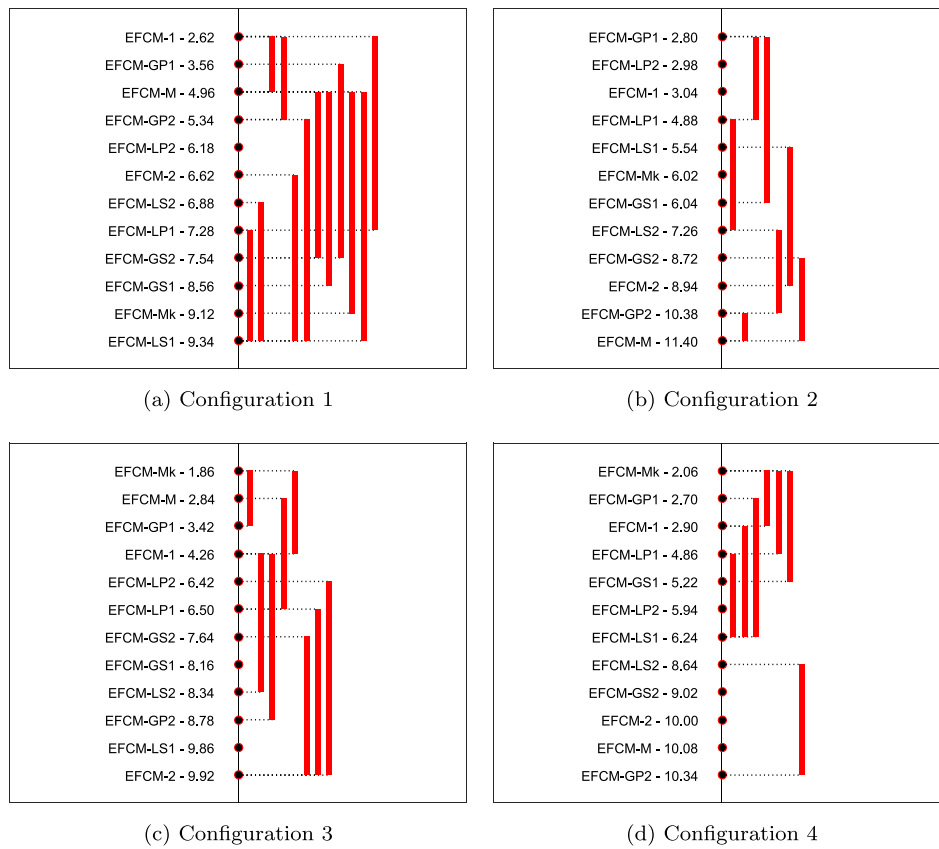 EFCM-1 - 2.62
EFCM-GP1 - 3.56
EFCM-M - 4.96
EFCM-GP2 - 5.34
EFCM-LP2 - 6.18
EFCM-2 - 6.62
EFCM-LS2 - 6.88
EFCM-LP1 - 7.28
EFCM-GS2 - 7.54
EFCM-GS1 - 8.56
EFCM-Mk - 9.12
EFCM-LS1 - 9.34
(a) Configuration 1
EFCM-GP1 - 2.80
EFCM-LP2 - 2.98
EFCM-1 - 3.04
EFCM-LP1 - 4.88
EFCM-LS1 - 5.54
EFCM-Mk - 6.02
EFCM-GS1 - 6.04
EFCM-LS2 - 7.26
EFCM-GS2 - 8.72
EFCM-2 - 8.94
EFCM-GP2 - 10.38
EFCM-M - 11.40
(b) Configuration 2
EFCM-Mk - 1.86
EFCM-M - 2.84
EFCM-GP1 - 3.42
EFCM-1 - 4.26
EFCM-LP2 - 6.42
EFCM-LP1 - 6.50
EFCM-GS2 - 7.64
EFCM-GS1 - 8.16
EFCM-LS2 - 8.34
EFCM-GP2 - 8.78
EFCM-LS1 - 9.86
EFCM-2 - 9.92
(c) Configuration 3
EFCM-Mk - 2.06
EFCM-GP1 - 2.70
EFCM-1 - 2.90
EFCM-LP1 - 4.86
EFCM-GS1 - 5.22
EFCM-LP2 - 5.94
EFCM-LS1 - 6.24
EFCM-LS2 - 8.64
EFCM-GS2 - 9.02
EFCM-2 - 10.00
EFCM-M - 10.08
EFCM-GP2 - 10.34
(d) Configuration 4